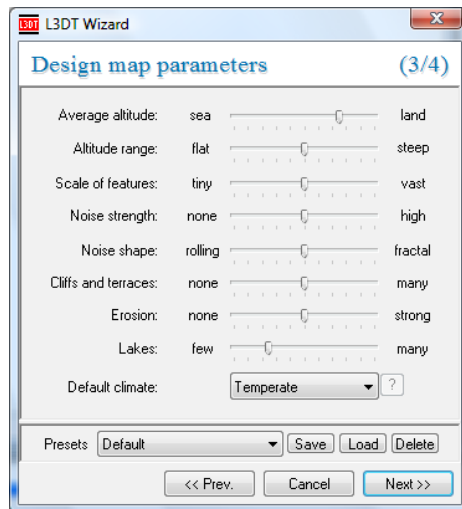 L3DT L3DT Wizard X
Design map parameters (3/4)
Average altitude: sea land
Altitude range: flat steep
Scale of features: tiny vast
Noise strength: none high
Noise shape: rolling fractal
Cliffs and terraces: none many
Erosion: none strong
Lakes: few many
Default climate: Temperate ?
Presets Default Save Load Delete
<< Prev. Cancel Next >>